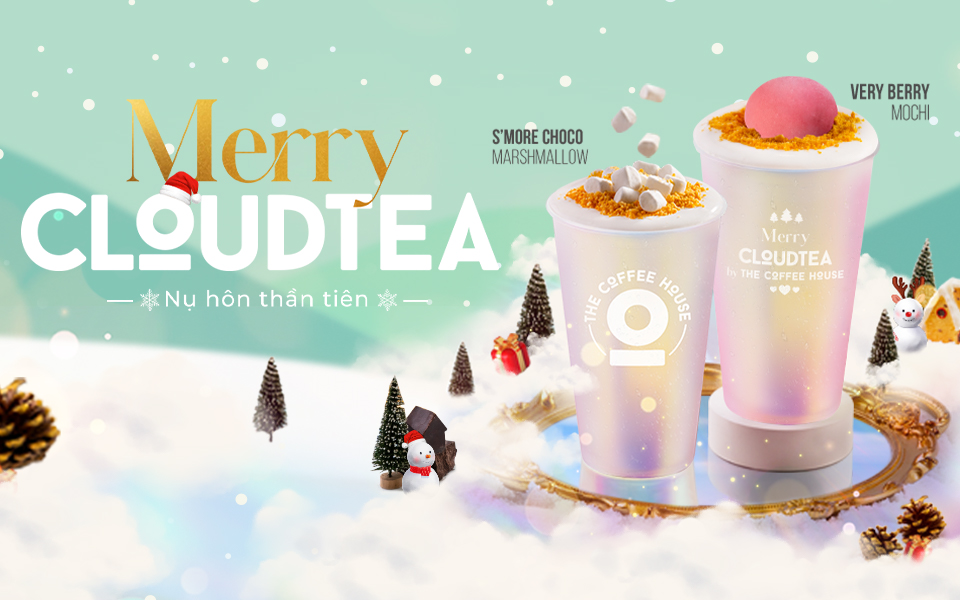 Merry
CLOUDTEA
Nụ hôn thần tiên
S'MORE CHOCO
MARSHMALLOW
VERY BERRY
MOCHI
THE COFFEE HOUSE
Merry
CLOUDTEA
by THE COFFEE HOUSE